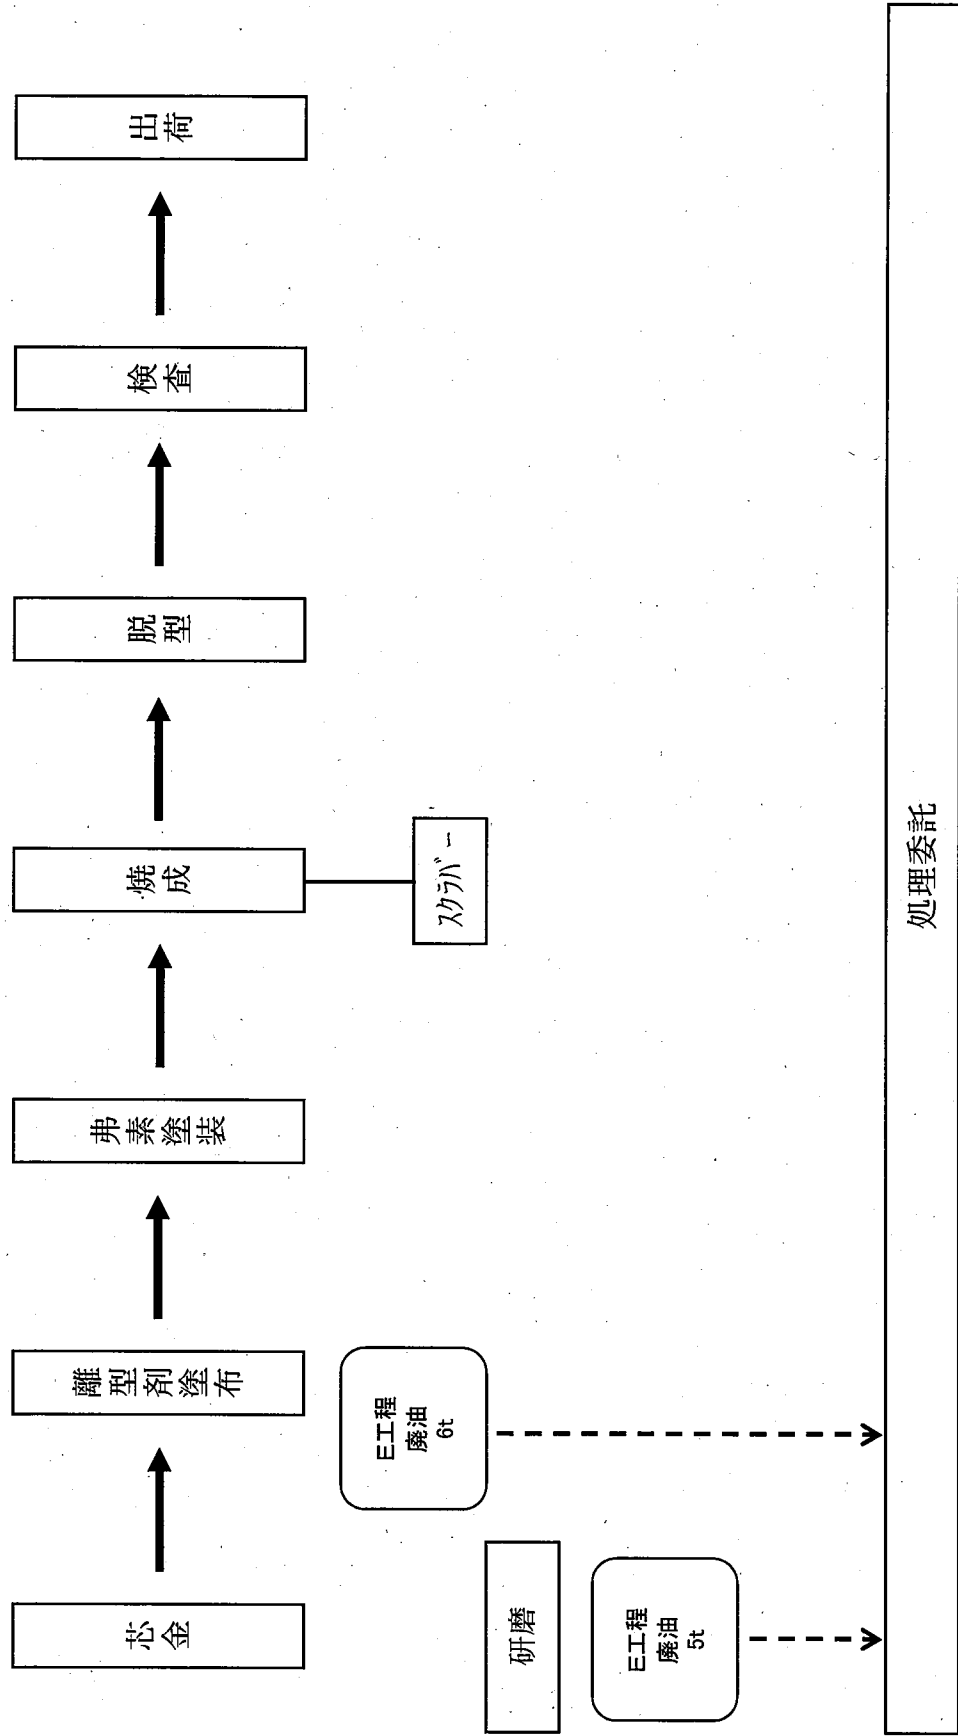 芯金
離型剤塗布
弗素塗装
焼成
脱型
検査
出荷
スクラバー
E工程
廃油
6t
研磨
E工程
廃油
5t
処理委託